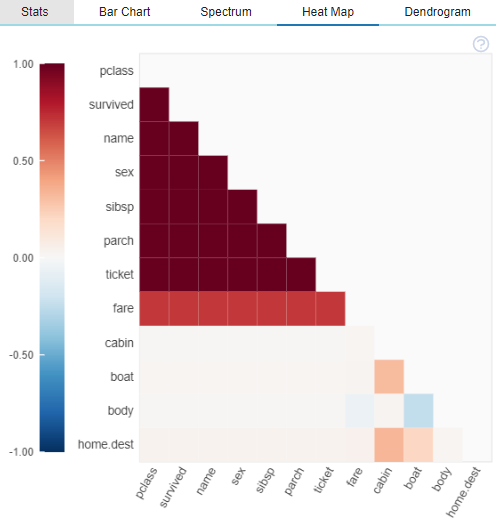 Stats Bar Chart Spectrum Heat Map Dendrogram
?
1.00
0.50
0.00
-0.50
-1.00
pclass
survived
name
sex
sibsp
parch
ticket
fare
cabin
boat
body
home.dest
pclass survived name sex sibsp parch ticket fare cabin boat body home.dest